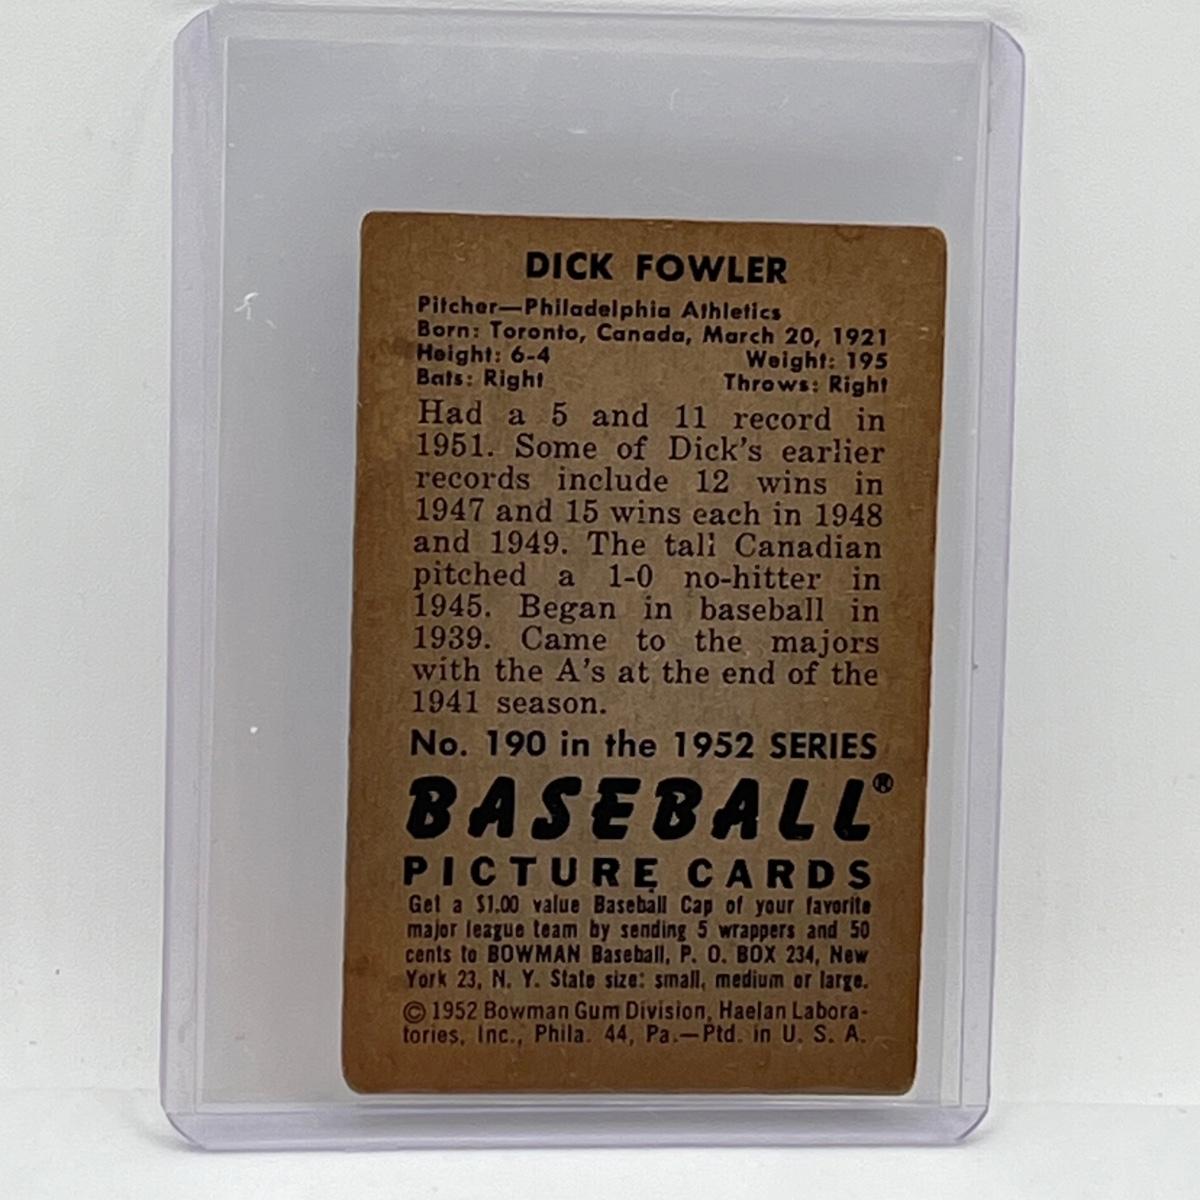 DICK FOWLER
Pitcher—Philadelphia Athletics
Born: Toronto, Canada, March 20, 1921
Height: 6-4 Weight: 195
Bats: Right Throws: Right
Had a 5 and 11 record in
1951. Some of Dick's earlier
records include 12 wins in
1947 and 15 wins each in 1948
and 1949. The tall Canadian
pitched a 1-0 no-hitter in
1945. Began in baseball in
1939. Came to the majors
with the A's at the end of the
1941 season.
No. 190 in the 1952 SERIES
BASEBALL®
PICTURE CARDS
Get a $1.00 value Baseball Cap of your favorite
major league team by sending 5 wrappers and 50
cents to BOWMAN Baseball, P. O. BOX 234, New
York 23, N. Y. State size: small, medium or large.
© 1952 Bowman Gum Division, Haelan Labora-
tories, Inc., Phila. 44, Pa.—Ptd. in U. S. A.